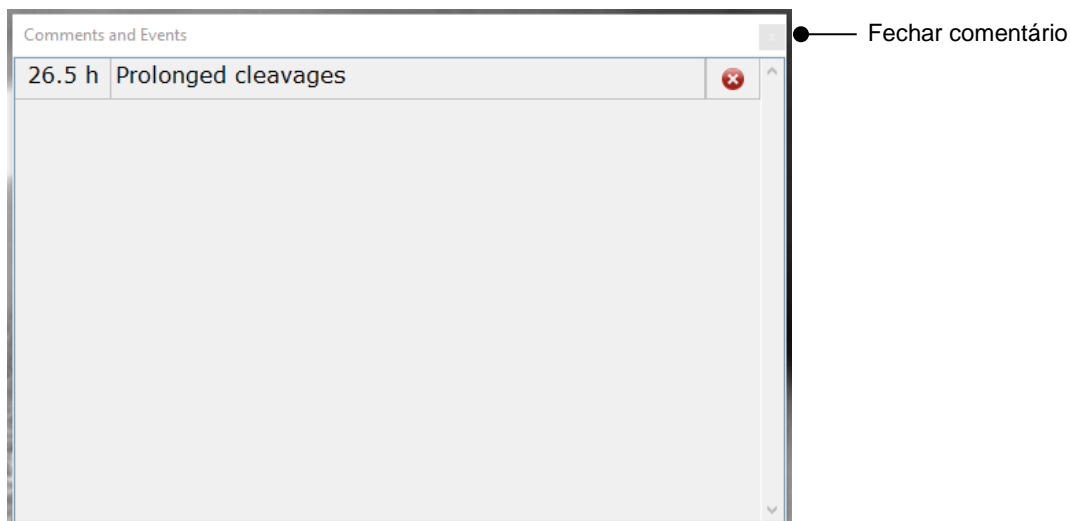 Comments and Events
Fechar comentário
26.5 h Prolonged cleavages